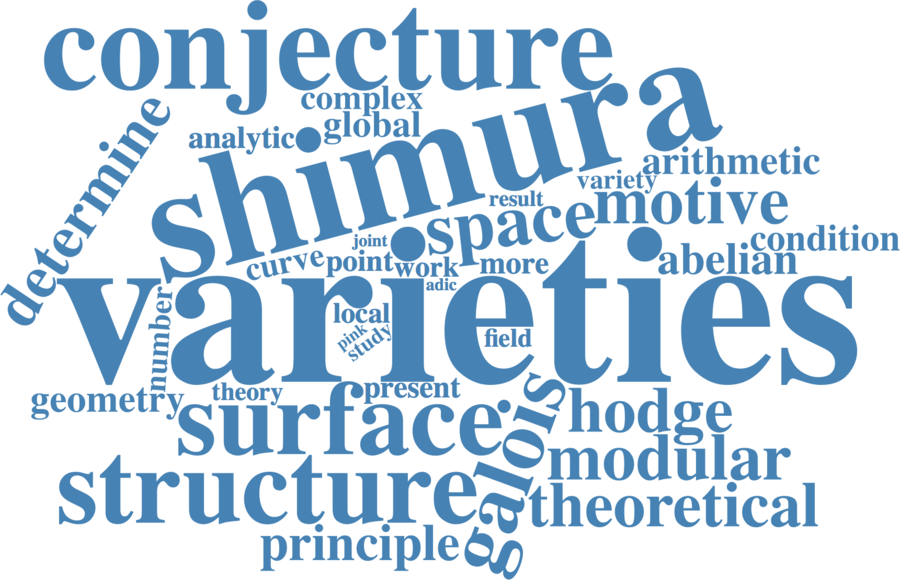 conjecture
complex
global
analytic
determine
shimura
arithmetic
variety
result
motive
space
joint
condition
curve
point
work
more
abelian
adic
varieties
number
local
pink
study
field
geometry
theory
present
surface
galois
hodge
modular
structure
theoretical
principle